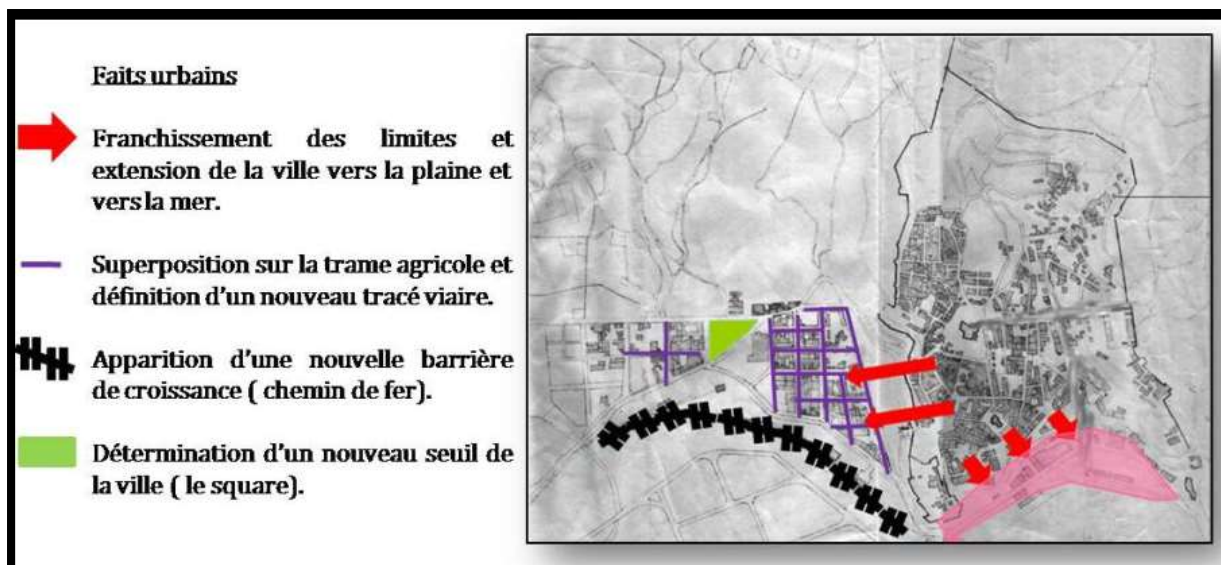 Faits urbains
Franchissement des limites et
extension de la ville vers la plaine et
vers la mer.
Superposition sur la trame agricole et
définition d'un nouveau tracé viaire.
Apparition d'une nouvelle barrière
de croissance ( chemin de fer).
Détermination d'un nouveau seuil de
la ville ( le square).